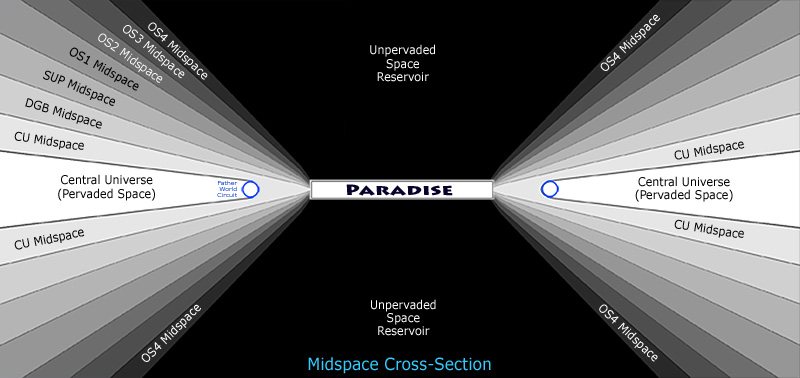 OS4 Midspace
OS3 Midspace
OS2 Midspace
OS1 Midspace
SUP Midspace
DGB Midspace
CU Midspace
Central Universe
(Pervaded Space)
Father
World
Circuit
CU Midspace
OS4 Midspace
Unpervaded
Space
Reservoir
PARADISE
Unpervaded
Space
Reservoir
OS4 Midspace
CU Midspace
Central Universe
(Pervaded Space)
CU Midspace
OS4 Midspace
Midspace Cross-Section